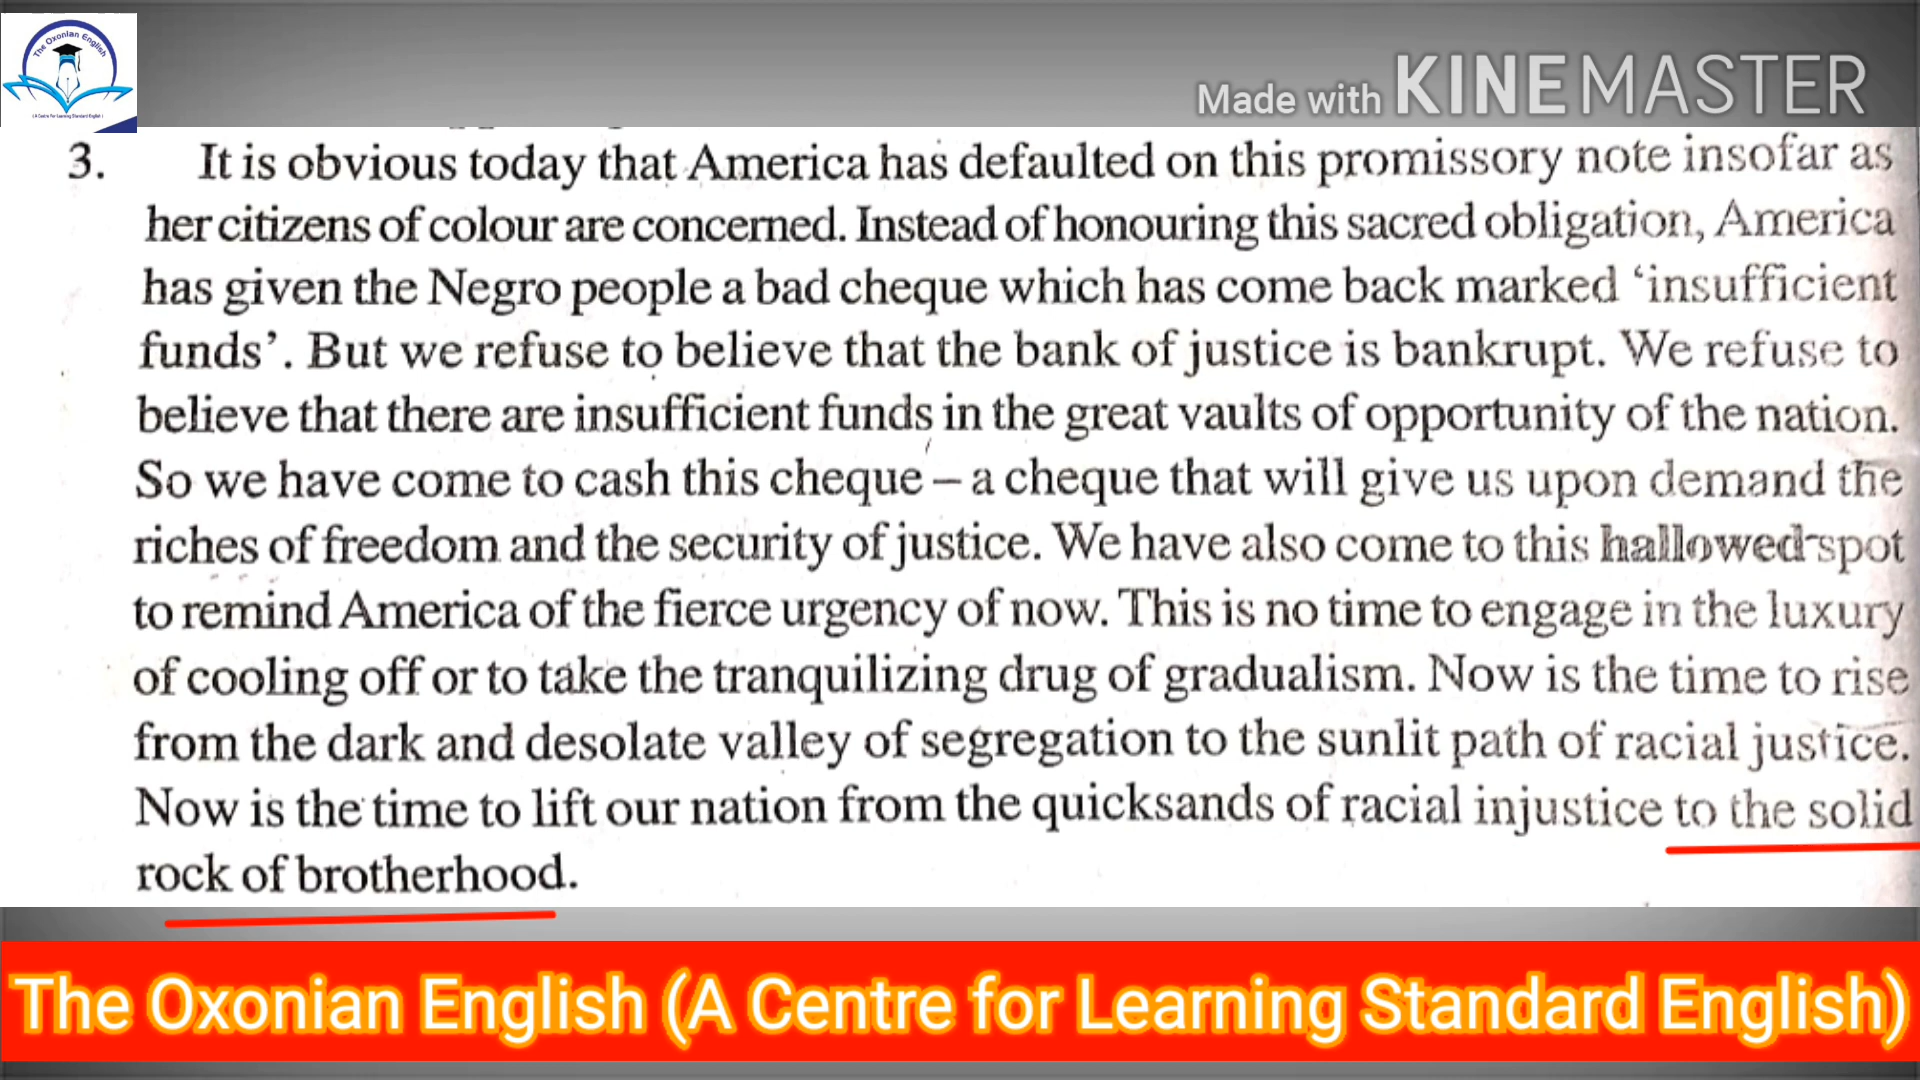 The Oxonian English
( A Centre For Learning Standard English )
Made with KINEMASTER
3. It is obvious today that America has defaulted on this promissory note insofar as
her citizens of colour are concerned. Instead of honouring this sacred obligation, America
has given the Negro people a bad cheque which has come back marked ‘insufficient
funds’. But we refuse to believe that the bank of justice is bankrupt. We refuse to
believe that there are insufficient funds in the great vaults of opportunity of the nation.
So we have come to cash this cheque – a cheque that will give us upon demand the
riches of freedom and the security of justice. We have also come to this hallowed spot
to remind America of the fierce urgency of now. This is no time to engage in the luxury
of cooling off or to take the tranquilizing drug of gradualism. Now is the time to rise
from the dark and desolate valley of segregation to the sunlit path of racial justice.
Now is the time to lift our nation from the quicksands of racial injustice to the solid
rock of brotherhood.
The Oxonian English (A Centre for Learning Standard English)